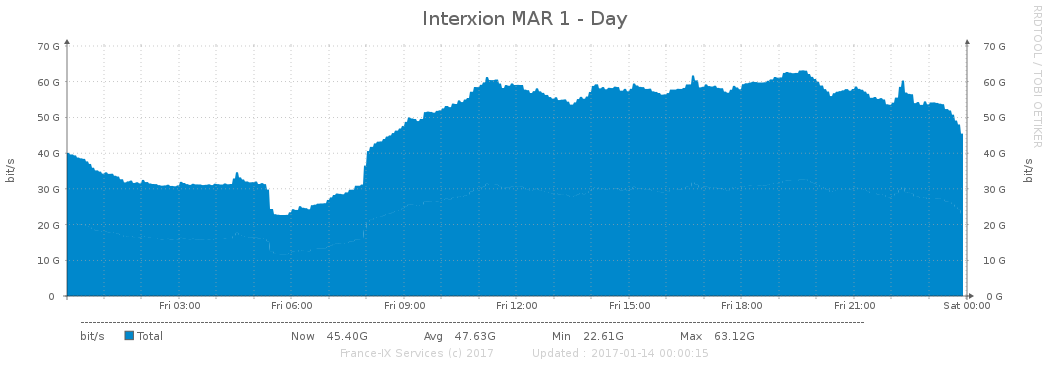 Interxion MAR 1 - Day
RRDTOOL / TOBI OETIKER
70 G 70 G
60 G 60 G
50 G 50 G
40 G 40 G
30 G 30 G
20 G 20 G
10 G 10 G
0 0 G
bit/s
bit/s
Fri 03:00 Fri 06:00 Fri 09:00 Fri 12:00 Fri 15:00 Fri 18:00 Fri 21:00 Sat 00:00
bit/s Total Now 45.40G Avg 47.63G Min 22.61G Max 63.12G
France-IX Services (c) 2017 Updated : 2017-01-14 00:00:15